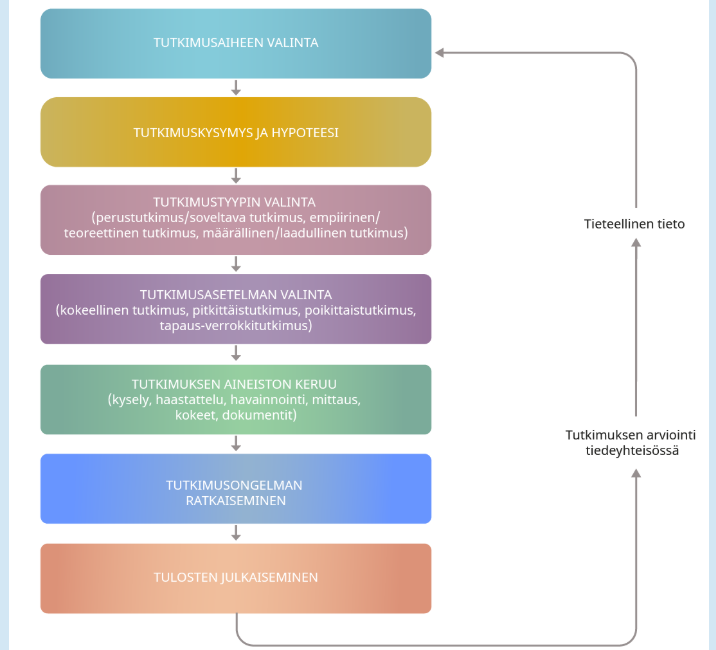 TUTKIMUSAIHEEN VALINTA
TUTKIMUSKYSYMYS JA HYPOTEESI
TUTKIMUSTYYPIN VALINTA
(perustutkimus/soveltava tutkimus, empiirinen/
teoreettinen tutkimus, määrällinen/laadullinen tutkimus)
TUTKIMUSASETELMAN VALINTA
(kokeellinen tutkimus, pitkittäistutkimus, poikittaistutkimus,
tapaus-verrokkitutkimus)
TUTKIMUKSEN AINEISTON KERUU
(kysely, haastattelu, havainnointi, mittaus,
kokeet, dokumentit)
TUTKIMUSONGELMAN
RATKAISEMINEN
TULOSTEN JULKAISEMINEN
Tutkimuksen arviointi
tiedeyhteisössä
Tieteellinen tieto